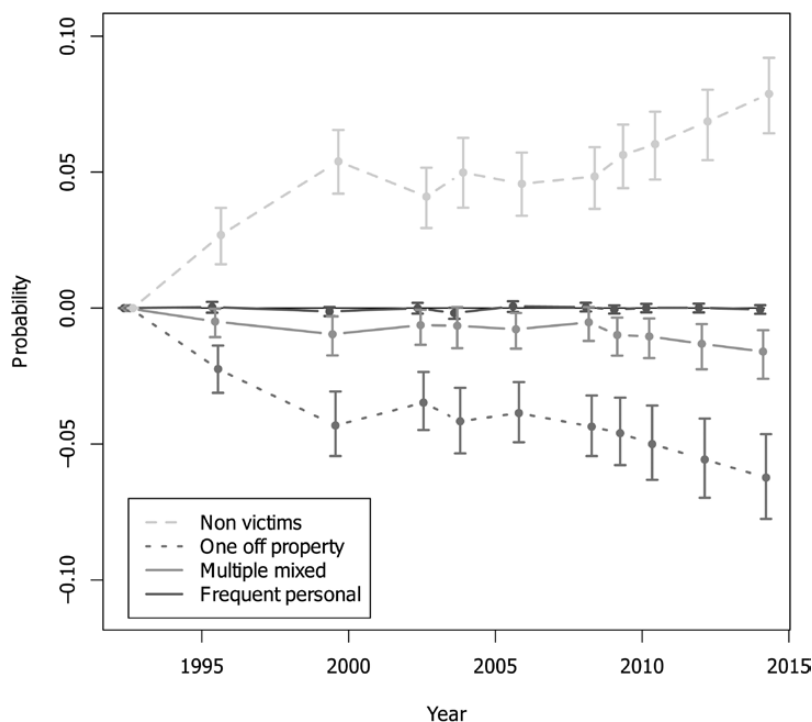 0.10
0.05
0.00
−0.05
−0.10
Probability
Non victims
One off property
Multiple mixed
Frequent personal
1995
2000
2005
2010
2015
Year